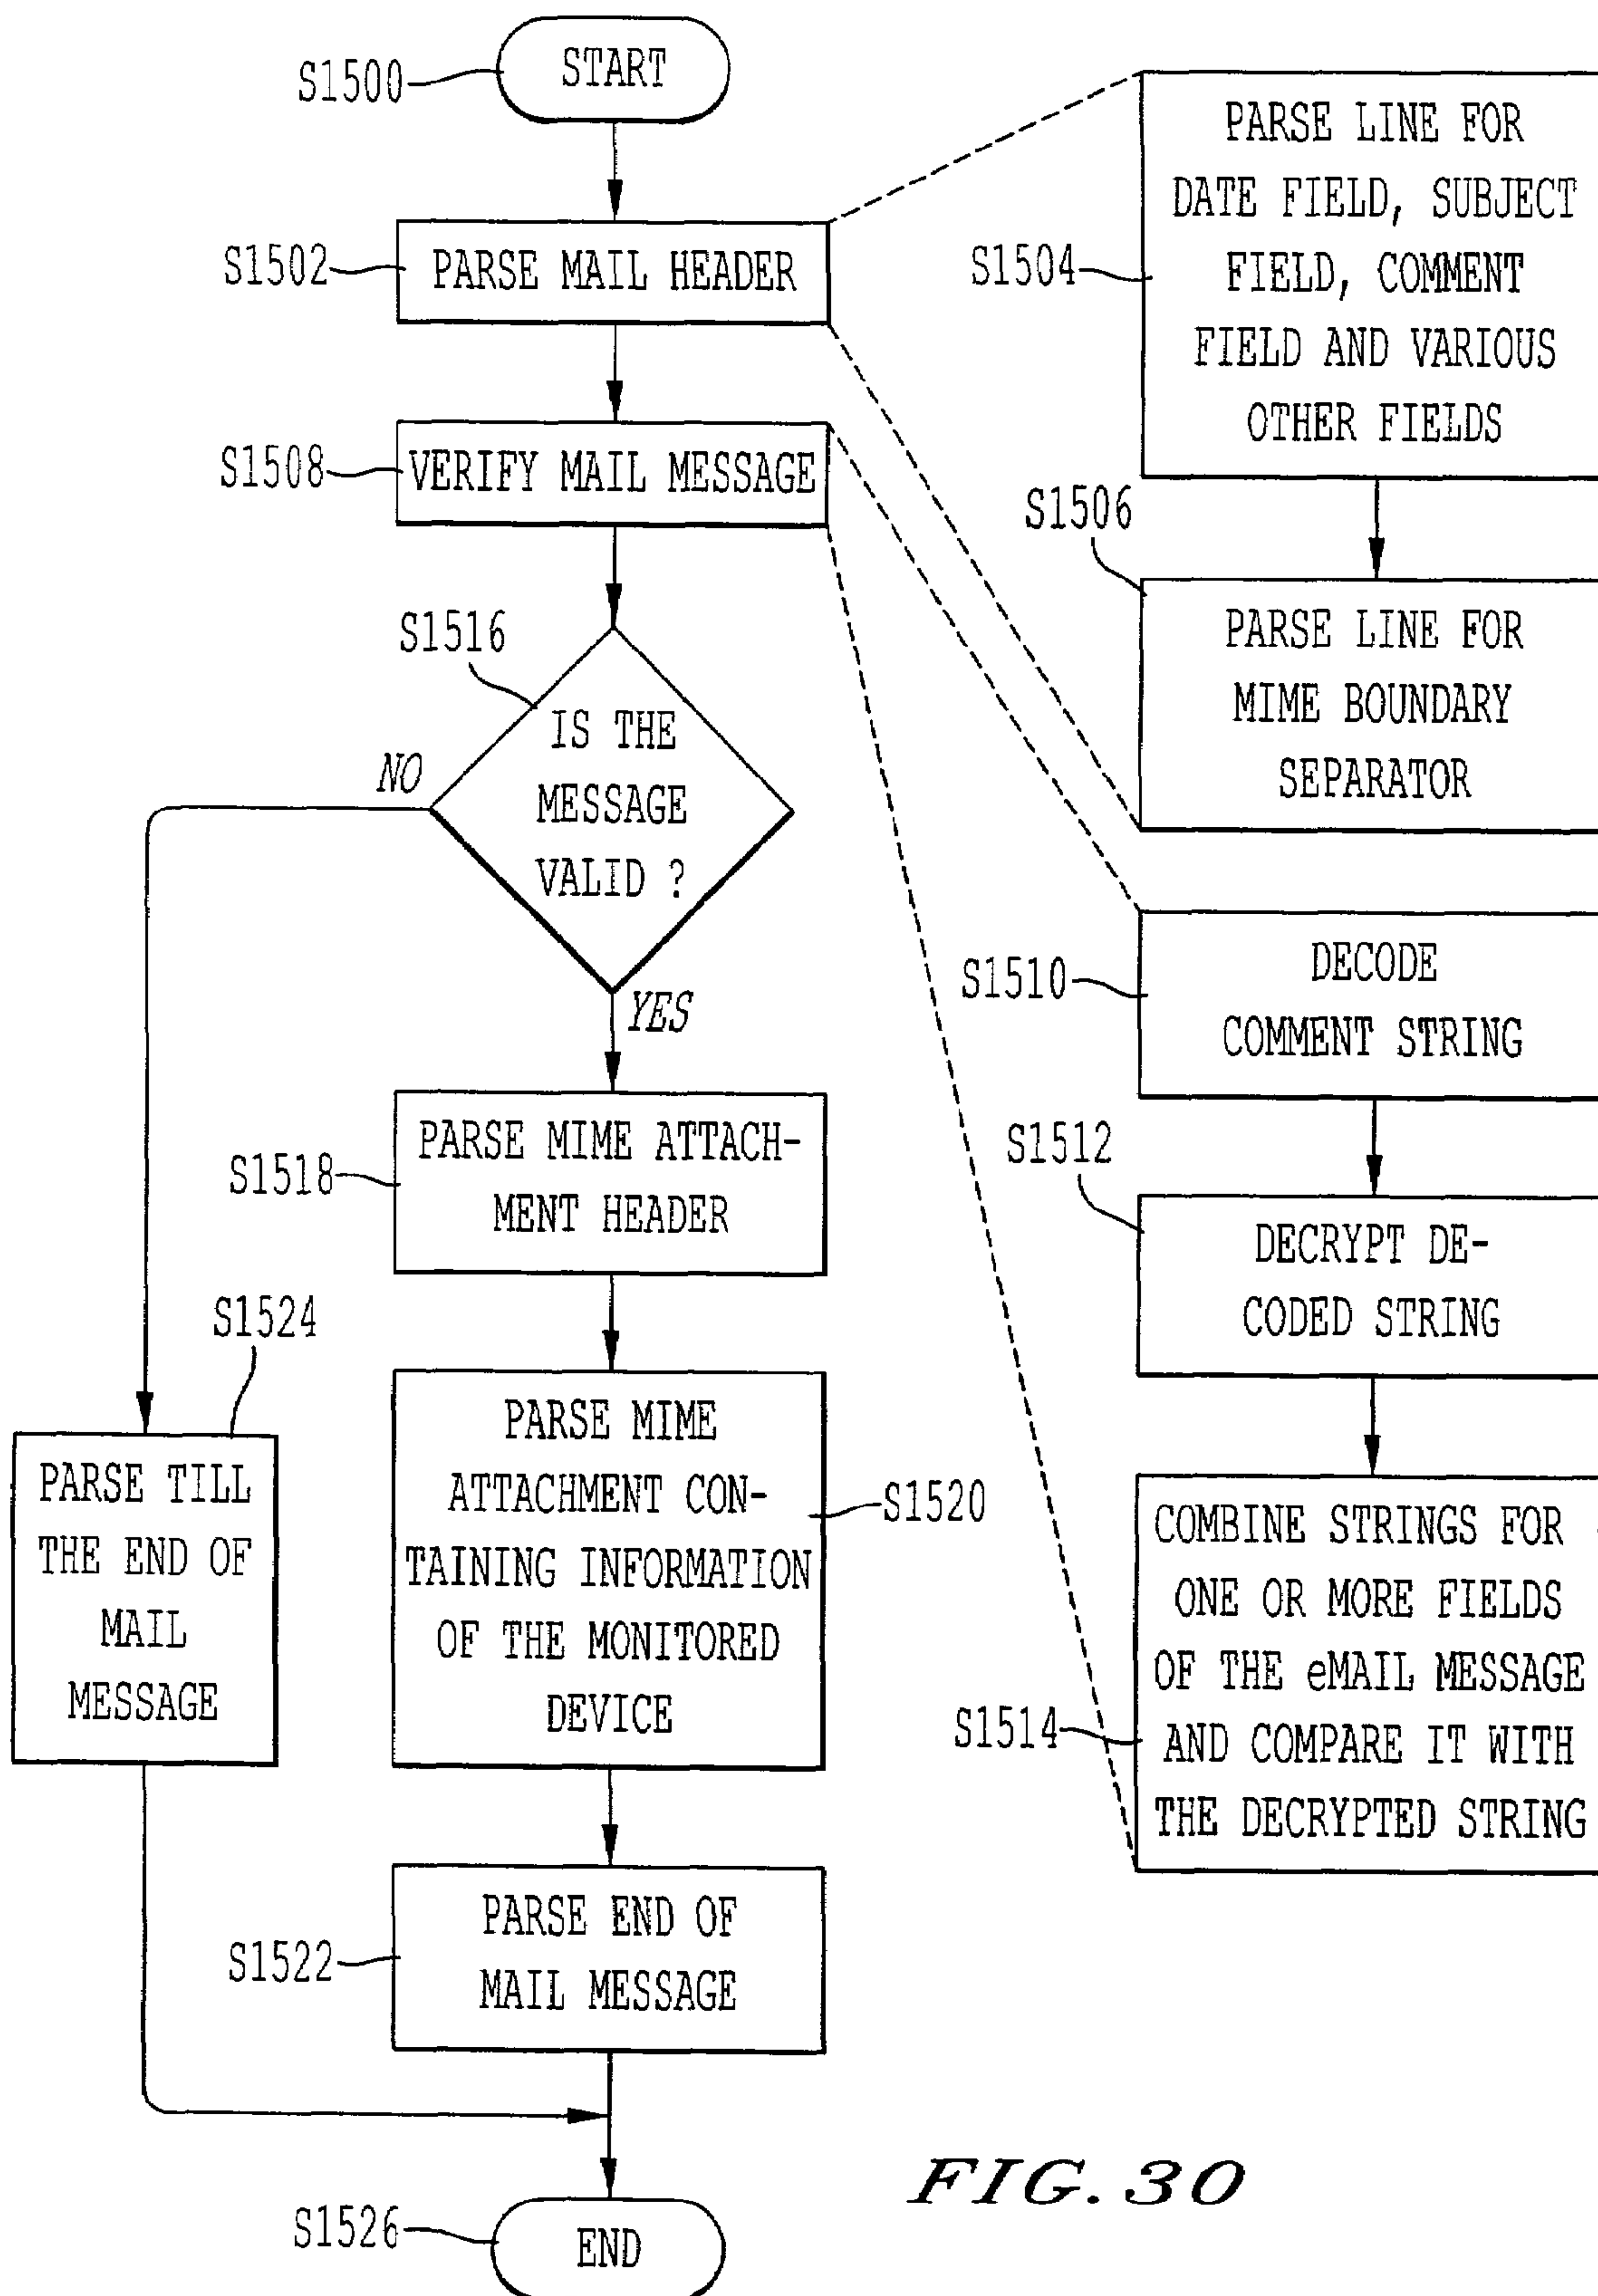 S1500
START
S1502
PARSE MAIL HEADER
S1508
VERIFY MAIL MESSAGE
S1516
IS THE
MESSAGE
VALID ?
NO
YES
S1518
PARSE MIME ATTACH-
MENT HEADER
S1520
PARSE MIME
ATTACHMENT CON-
TAINING INFORMATION
OF THE MONITORED
DEVICE
S1522
PARSE END OF
MAIL MESSAGE
S1524
PARSE TILL
THE END OF
MAIL
MESSAGE
S1526
END
S1504
PARSE LINE FOR
DATE FIELD, SUBJECT
FIELD, COMMENT
FIELD AND VARIOUS
OTHER FIELDS
S1506
PARSE LINE FOR
MIME BOUNDARY
SEPARATOR
S1510
DECODE
COMMENT STRING
S1512
DECRYPT DE-
CODED STRING
S1514
COMBINE STRINGS FOR
ONE OR MORE FIELDS
OF THE eMAIL MESSAGE
AND COMPARE IT WITH
THE DECRYPTED STRING
FIG. 30